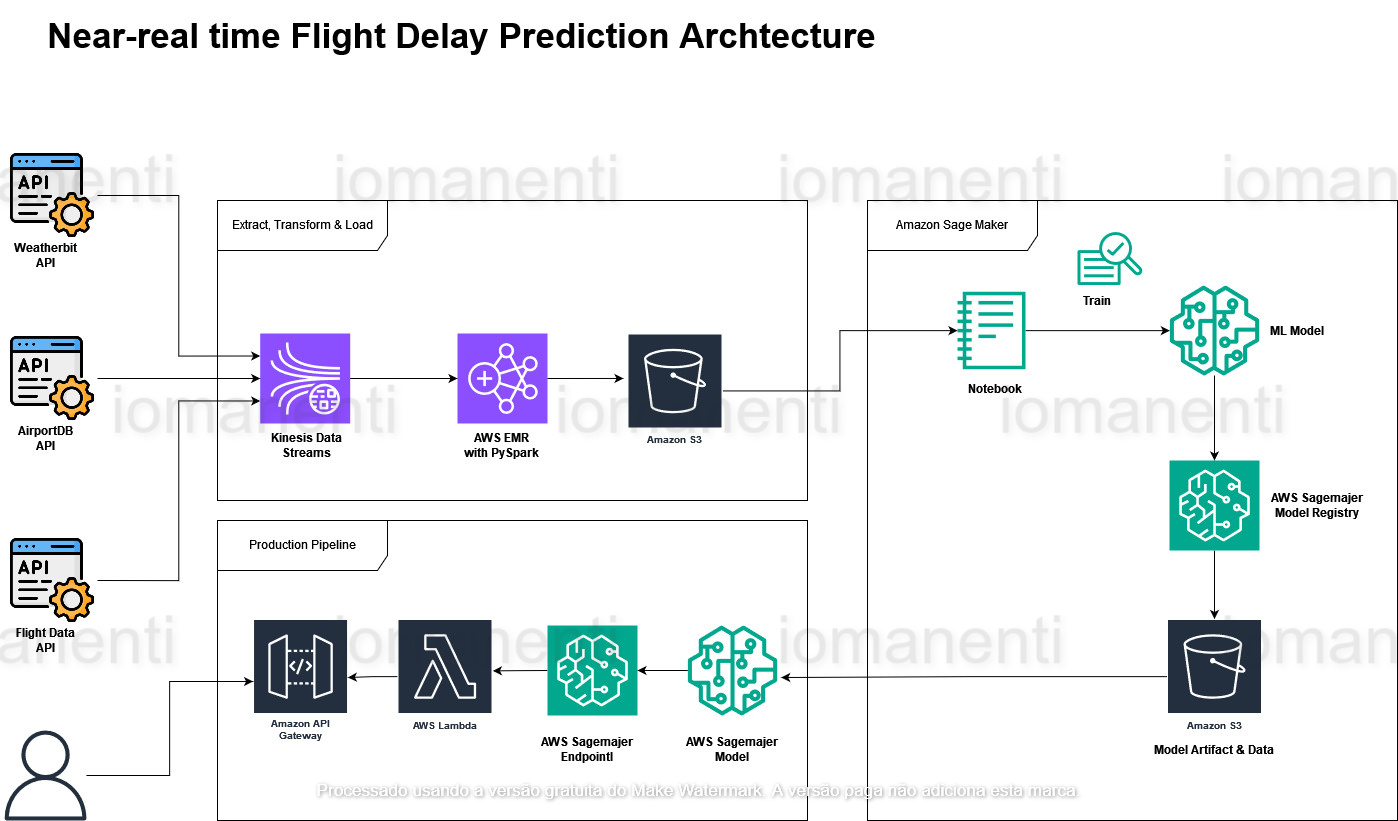 Near-real time Flight Delay Prediction Archtecture
iomanenti
iomanenti
iomanenti
iomanenti
API
Weatherbit
API
Extract, Transform & Load
Amazon Sage Maker
Train
Notebook
ML Model
API
AirportDB
API
Kinesis Data
Streams
AWS EMR
with PySpark
Amazon S3
iomanenti
iomanenti
iomanenti
AWS Sagemajer
Model Registry
API
Flight Data
API
Production Pipeline
iomanenti
iomanenti
iomanenti
iomanenti
Amazon API
Gateway
AWS Lambda
AWS Sagemajer
Endpointl
AWS Sagemajer
Model
Amazon S3
Model Artifact & Data
Processado usando a versão gratuita do Make Watermark. A versão paga não adiciona esta marca.